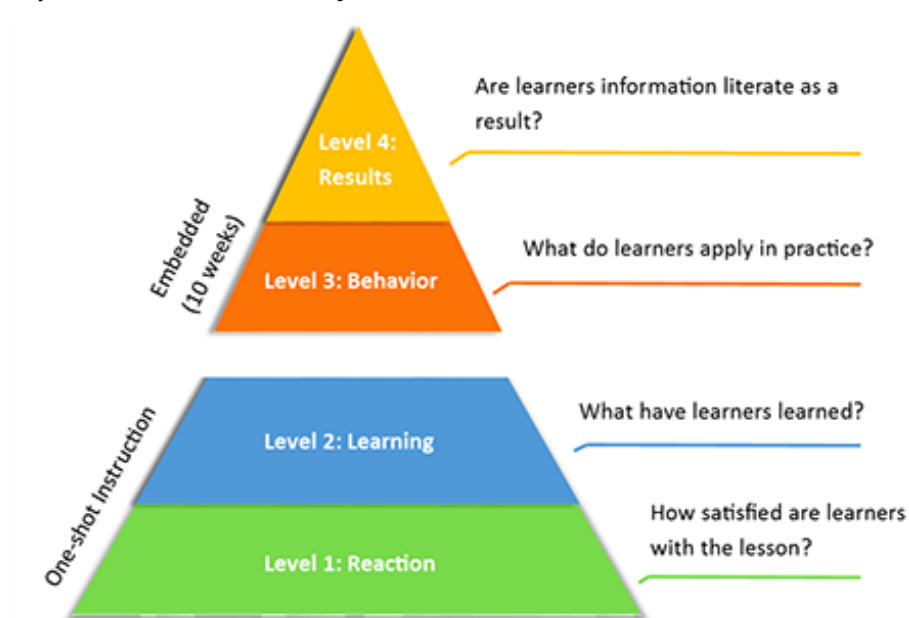 Are learners information literate as a
result?
Level 4:
Results
Embedded
(10 weeks)
What do learners apply in practice?
Level 3: Behavior
What have learners learned?
Level 2: Learning
One-shot Instruction
How satisfied are learners
with the lesson?
Level 1: Reaction